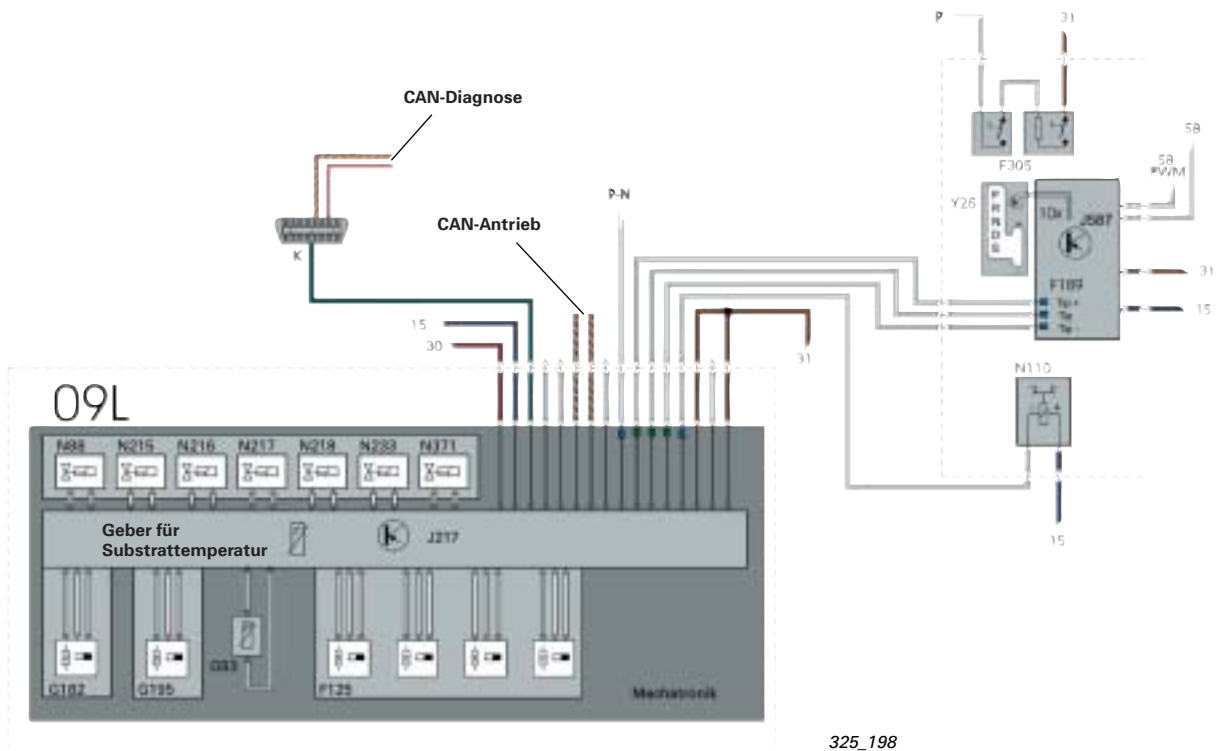 P
31
CAN-Diagnose
F305
58
58
PWM
Y26
P
R
N
D
S
10x
J587
P-N
CAN-Antrieb
K
31
F189
Tip +
Tip
Tip -
15
15
30
31
N110
09L
N88 N215 N216 N217 N218 N233 N371
Geber für
Substrattemperatur
J217
15
G93
G182 G195 F125 Mechatronik
325_198